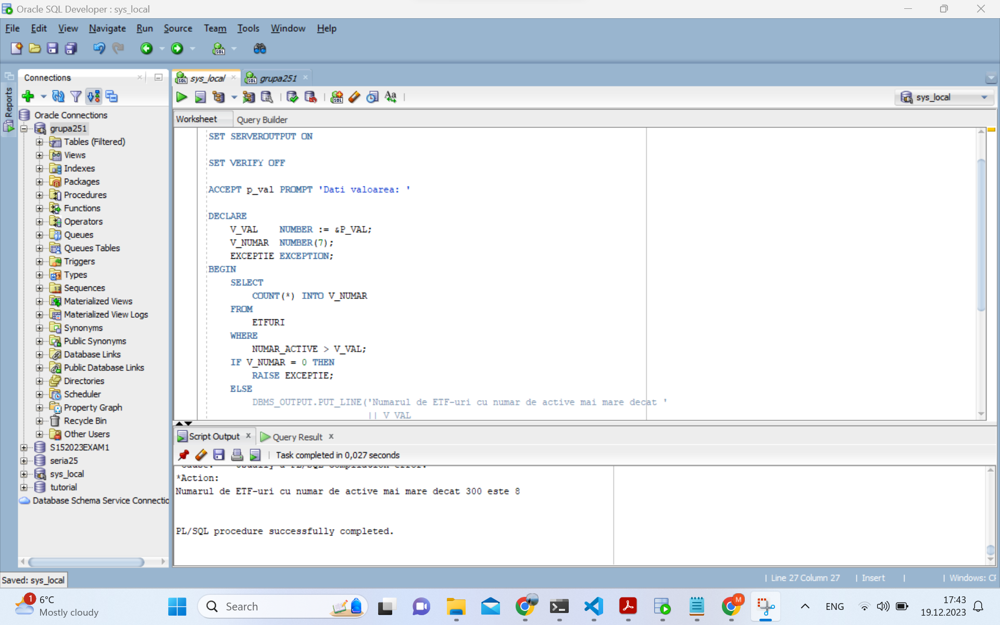 Oracle SQL Developer : sys_local
File Edit View Navigate Run Source Team Tools Window Help
Reports
Connections
sys_local
grupa251
sys_local
Worksheet
Query Builder
Oracle Connections
grupa251
Tables (Filtered)
Views
Indexes
Packages
Procedures
Functions
Operators
Queues
Queues Tables
Triggers
Types
Sequences
Materialized Views
Materialized View Logs
Synonyms
Public Synonyms
Database Links
Public Database Links
Directories
Scheduler
Property Graph
Recycle Bin
Other Users
S152023EXAM1
seria25
sys_local
tutorial
Database Schema Service Connectio
SET SERVEROUTPUT ON
SET VERIFY OFF
ACCEPT p_val PROMPT 'Dati valoarea: '
DECLARE
V_VAL NUMBER := &P_VAL;
V_NUMAR NUMBER(7);
EXCEPTIE EXCEPTION;
BEGIN
SELECT
COUNT(*) INTO V_NUMAR
FROM
ETFURI
WHERE
NUMAR_ACTIVE > V_VAL;
IF V_NUMAR = 0 THEN
RAISE EXCEPTIE;
ELSE
DBMS_OUTPUT.PUT_LINE('Numarul de ETF-uri cu numar de active mai mare decat '
|| V_VAL
Script Output
Query Result
Task completed in 0,027 seconds
*Action:
Numarul de ETF-uri cu numar de active mai mare decat 300 este 8
PL/SQL procedure successfully completed.
Saved: sys_local
Line 27 Column 27 | Insert | | Windows: CF
1
6°C
Mostly cloudy
Search
M
ENG
17:43
19.12.2023